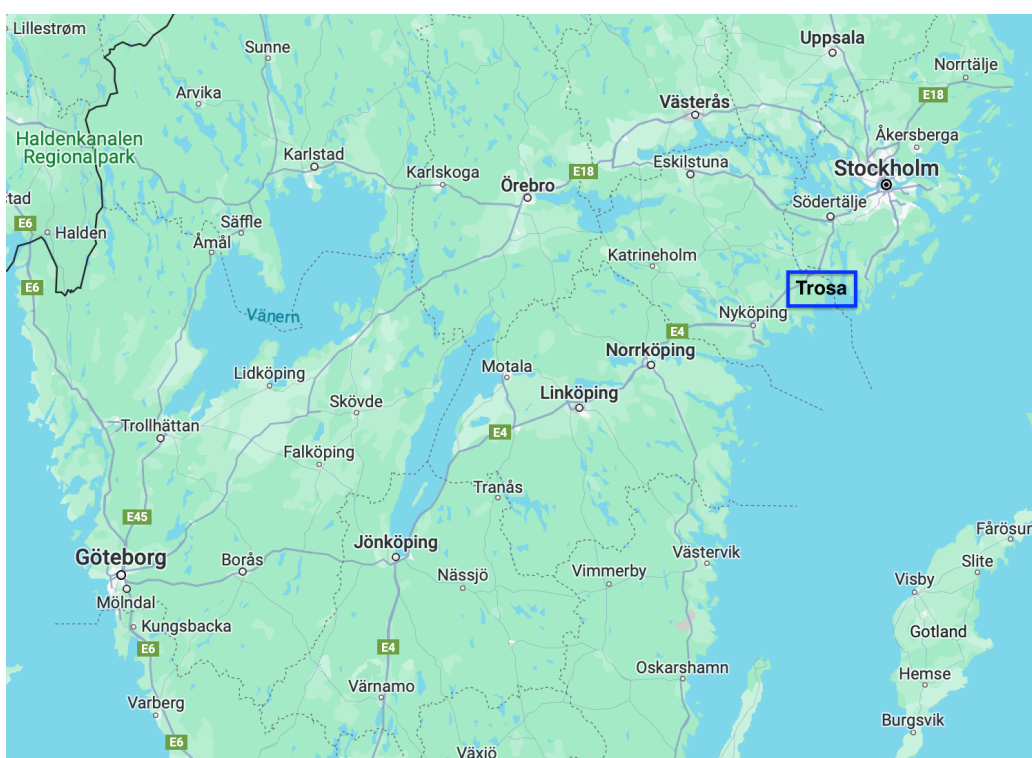 Lillestrøm
Sunne
Uppsala
Norrtälje
Arvika
Västerås
E18
Haldenkanalen
Regionalpark
Åkersberga
Karlstad
Karlskoga
E18
Eskilstuna
Stockholm
Örebro
stad
Södertälje
E6
Halden
Säffle
Åmål
Katrineholm
E6
Trosa
Vänern
Nyköping
E4
Norrköping
Motala
Lidköping
Linköping
Skövde
Trollhättan
E4
Falköping
Tranås
E45
Fårösun
Göteborg
Borås
Jönköping
Västervik
Slite
Nässjö
Vimmerby
Visby
Mölndal
Kungsbacka
Gotland
E6
E4
Oskarshamn
Hemse
Värnamo
Varberg
Burgsvik
E6
Växjö